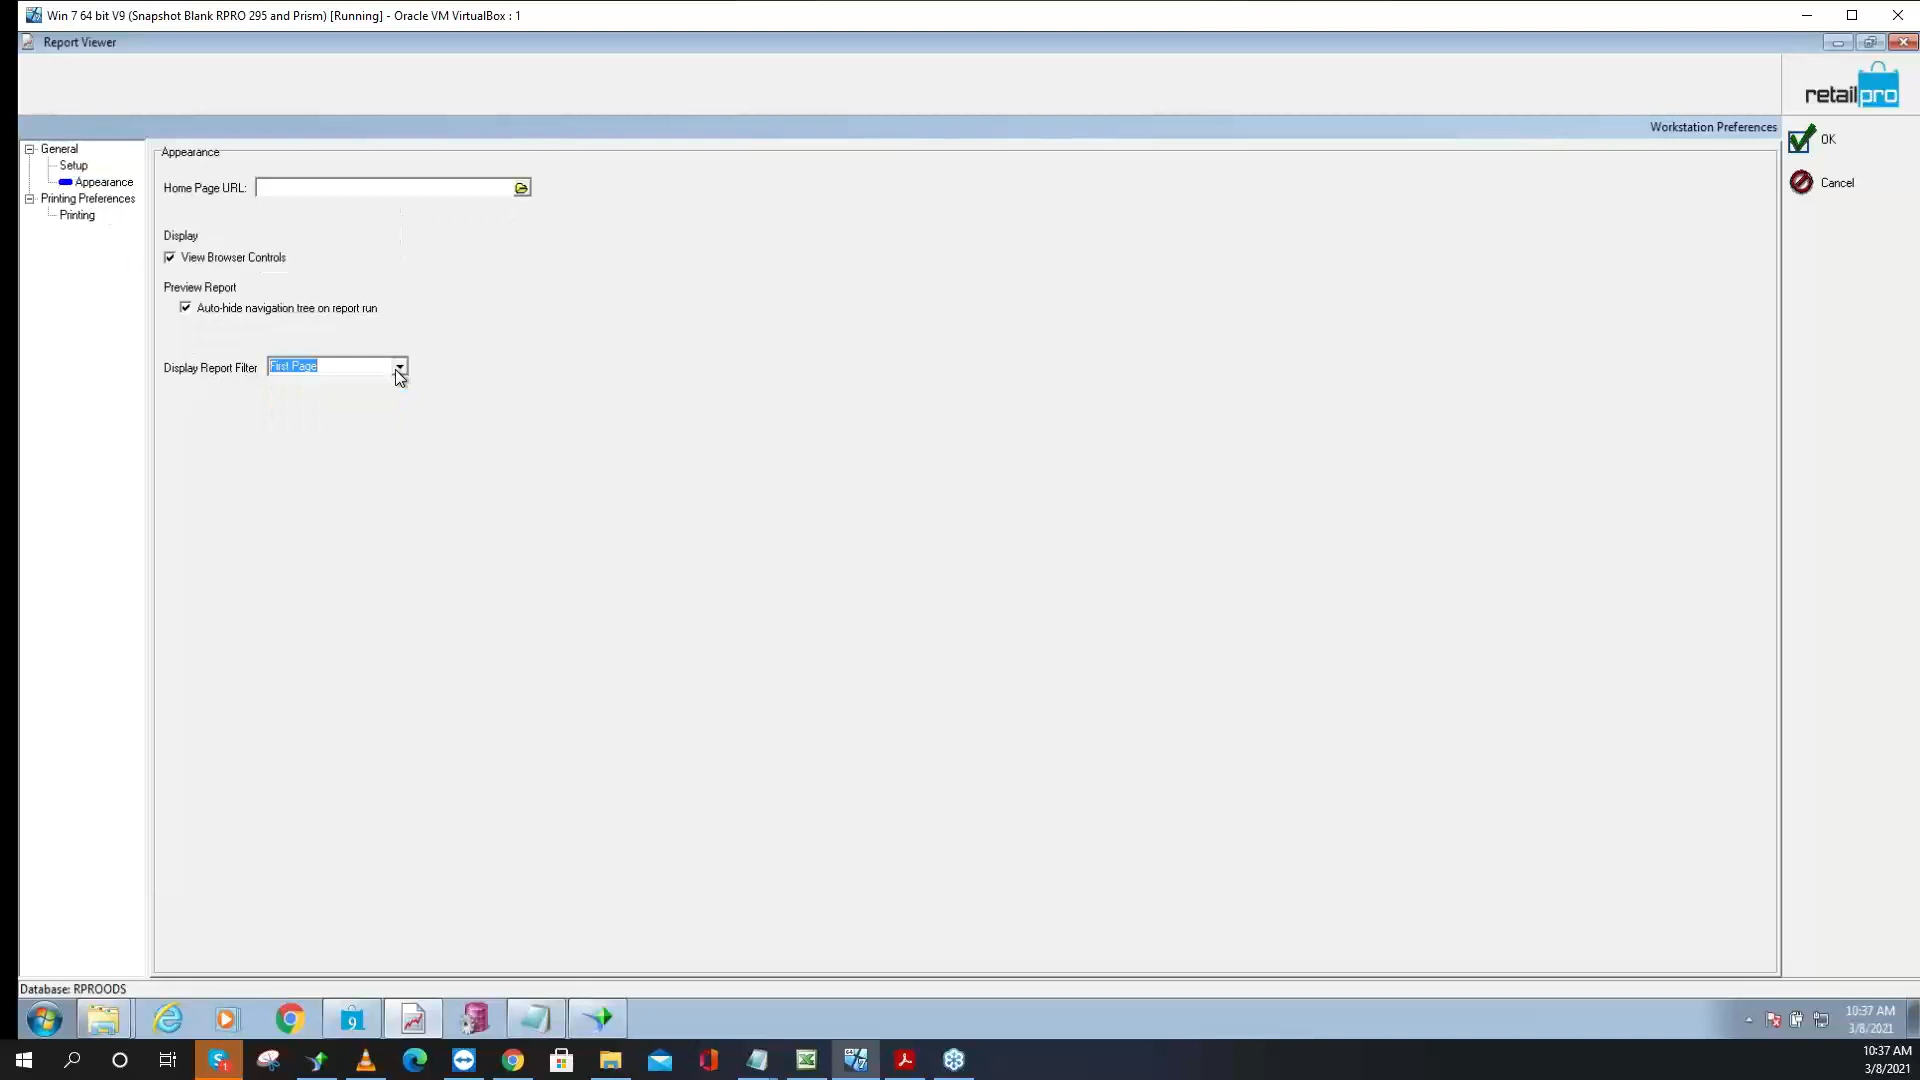 Win 7 64 bit V9 (Snapshot Blank RPRO 295 and Prism) [Running] - Oracle VM VirtualBox : 1
Report Viewer
retailpro
Workstation Preferences
General
Setup
Appearance
Printing Preferences
Printing
Appearance
Home Page URL:
Display
View Browser Controls
Preview Report
Auto-hide navigation tree on report run
Display Report Filter First Page
OK
Cancel
Database: RPROODS
9
10:37 AM
3/8/2021
10:37 AM
3/8/2021